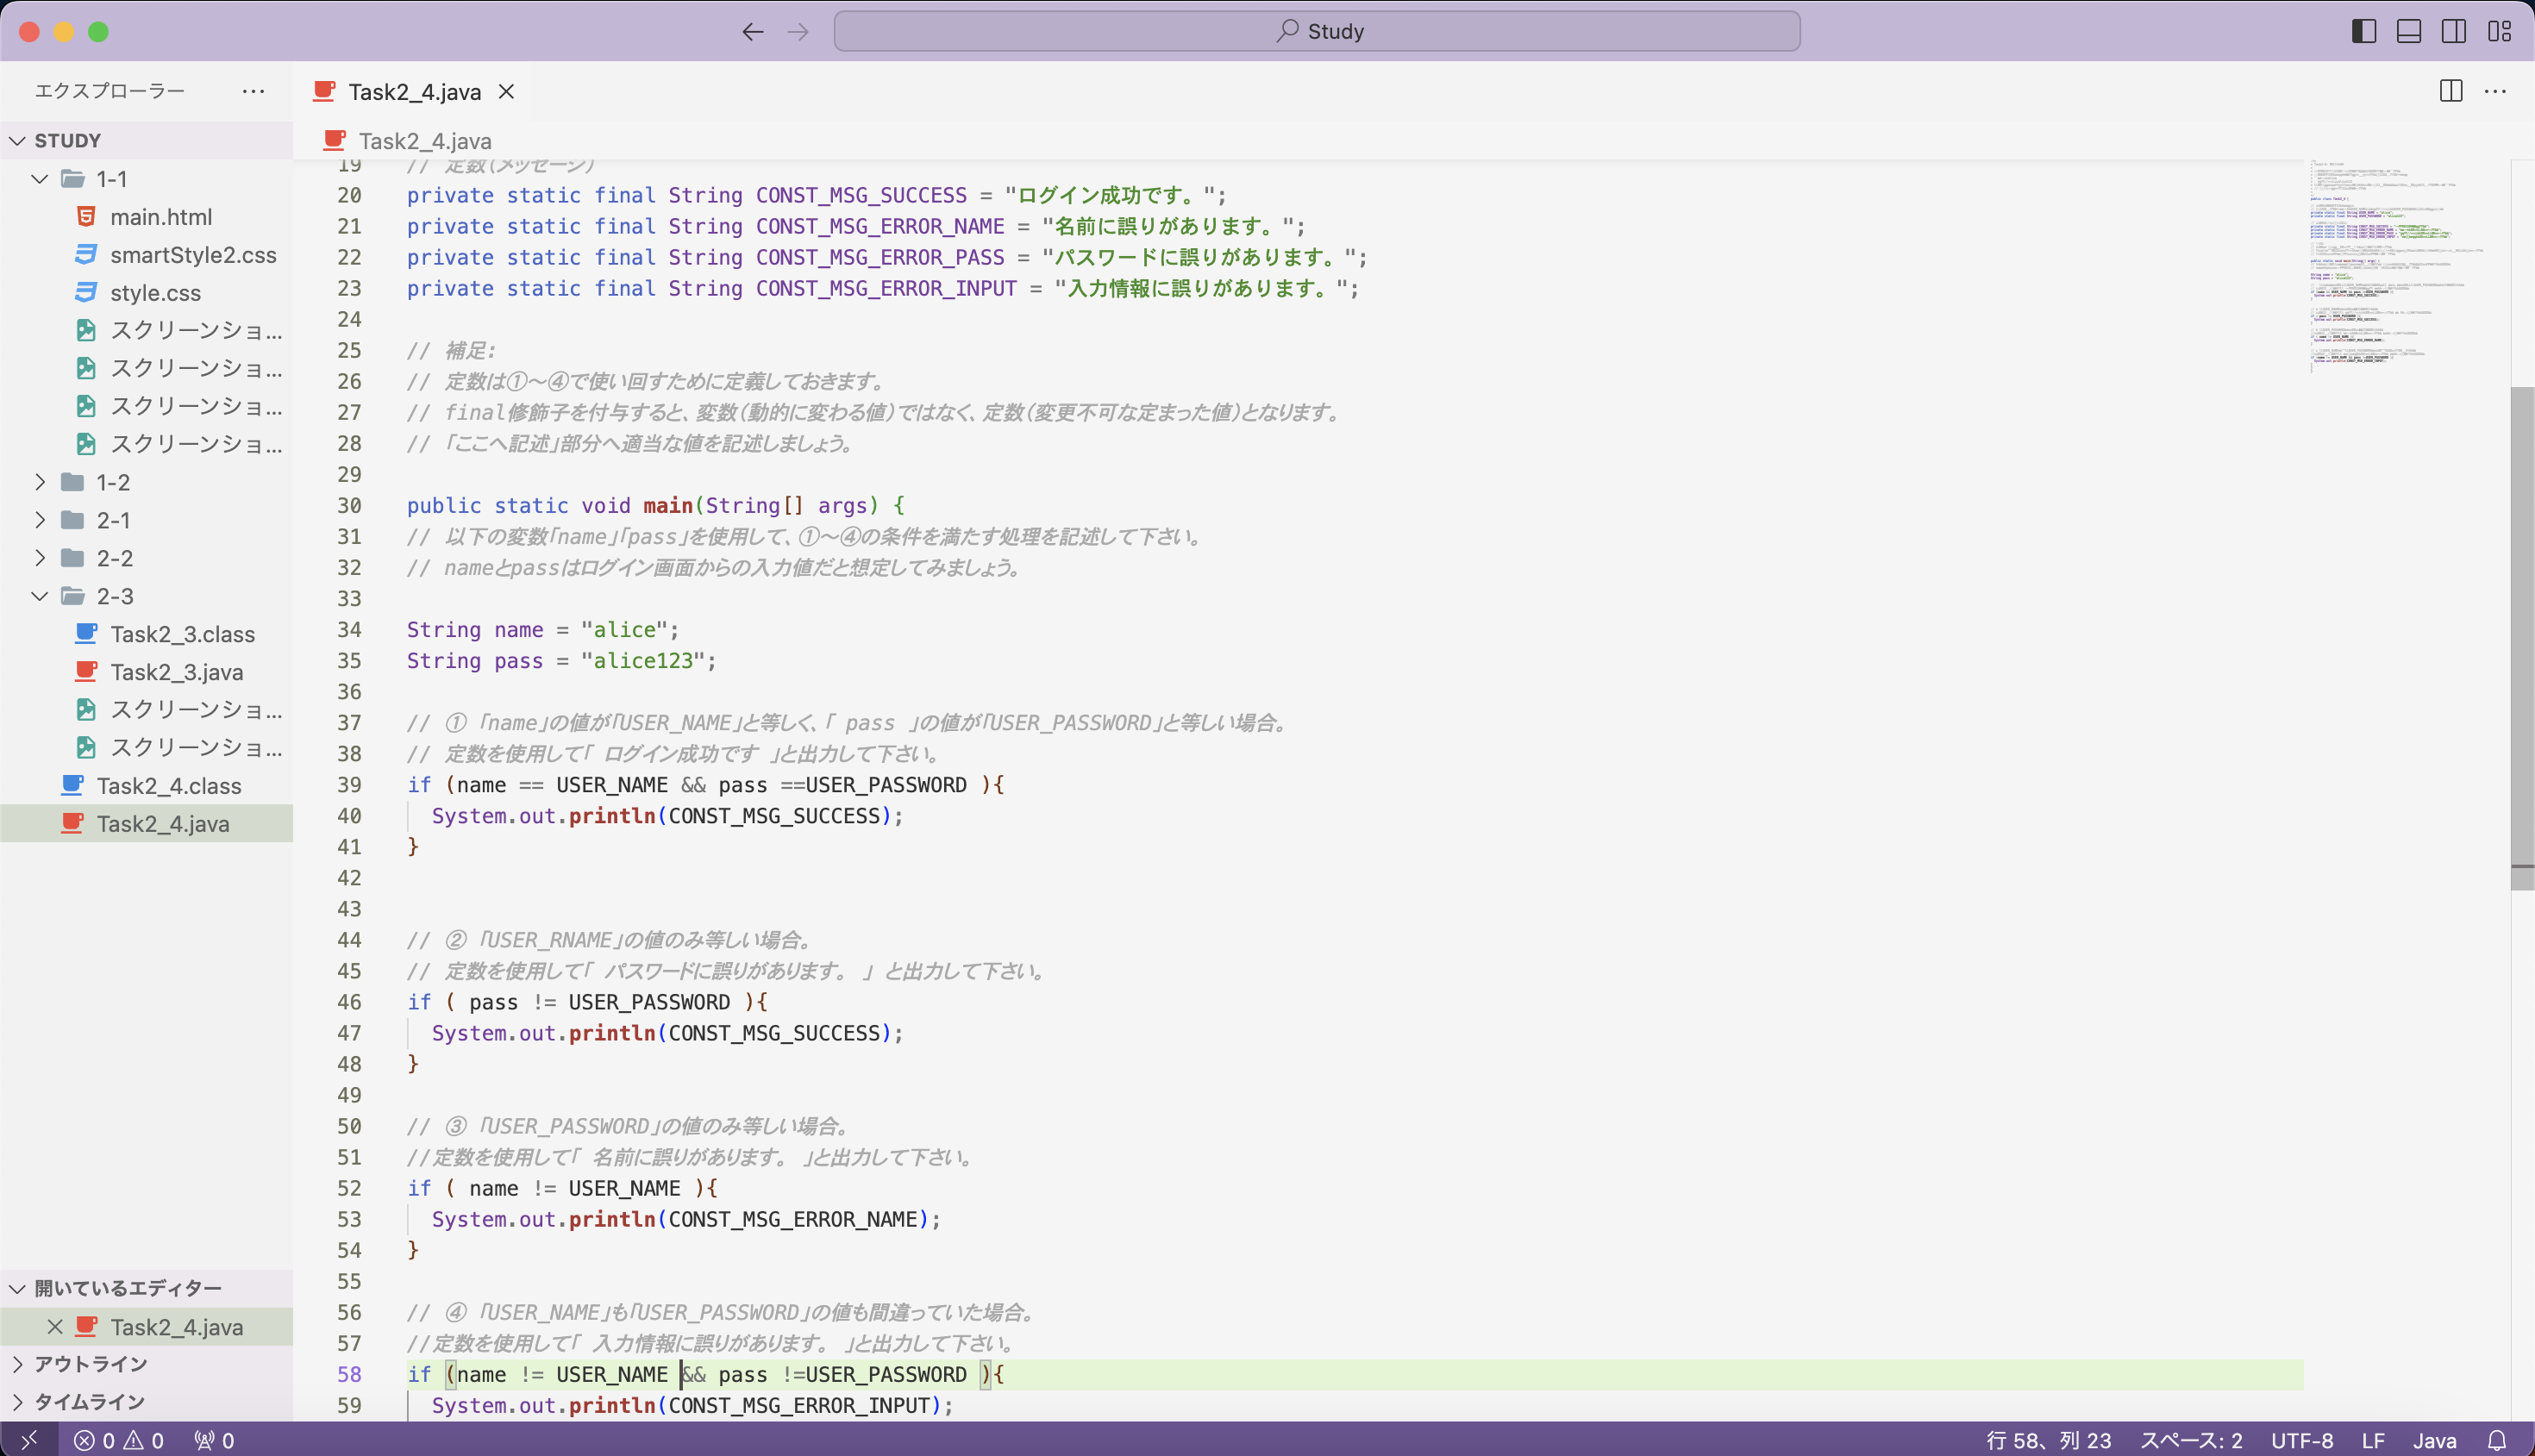 Study
エクスプローラー
STUDY
1-1
main.html
smartStyle2.css
style.css
スクリーンショ...
スクリーンショ...
スクリーンショ...
スクリーンショ...
1-2
2-1
2-2
2-3
Task2_3.class
Task2_3.java
スクリーンショ...
スクリーンショ...
Task2_4.class
Task2_4.java
開いているエディター
Task2_4.java
アウトライン
タイムライン
Task2_4.java
Task2_4.java
19 // 定数(メッセージ)
20 private static final String CONST_MSG_SUCCESS = "ログイン成功です。";
21 private static final String CONST_MSG_ERROR_NAME = "名前に誤りがあります。";
22 private static final String CONST_MSG_ERROR_PASS = "パスワードに誤りがあります。";
23 private static final String CONST_MSG_ERROR_INPUT = "入力情報に誤りがあります。";
24
25 // 補足:
26 // 定数は①〜④で使い回すために定義しておきます。
27 // final修飾子を付与すると、変数(動的に変わる値)ではなく、定数(変更不可な定まった値)となります。
28 // 「ここへ記述」部分へ適当な値を記述しましょう。
29
30 public static void main(String[] args) {
31 // 以下の変数「name」「pass」を使用して、①〜④の条件を満たす処理を記述して下さい。
32 // nameとpassはログイン画面からの入力値だと想定してみましょう。
33
34 String name = "alice";
35 String pass = "alice123";
36
37 // ① 「name」の値が「USER_NAME」と等しく、「 pass 」の値が「USER_PASSWORD」と等しい場合。
38 // 定数を使用して「 ログイン成功です 」と出力して下さい。
39 if (name == USER_NAME && pass ==USER_PASSWORD ){
40 System.out.println(CONST_MSG_SUCCESS);
41 }
42
43
44 // ② 「USER_RNAME」の値のみ等しい場合。
45 // 定数を使用して「 パスワードに誤りがあります。 」 と出力して下さい。
46 if ( pass != USER_PASSWORD ){
47 System.out.println(CONST_MSG_SUCCESS);
48 }
49
50 // ③ 「USER_PASSWORD」の値のみ等しい場合。
51 //定数を使用して「 名前に誤りがあります。 」と出力して下さい。
52 if ( name != USER_NAME ){
53 System.out.println(CONST_MSG_ERROR_NAME);
54 }
55
56 // ④ 「USER_NAME」も「USER_PASSWORD」の値も間違っていた場合。
57 //定数を使用して「 入力情報に誤りがあります。 」と出力して下さい。
58 if (name != USER_NAME && pass !=USER_PASSWORD ){
59 System.out.println(CONST_MSG_ERROR_INPUT);
0 0 0 行 58、列 23 スペース: 2 UTF-8 LF Java